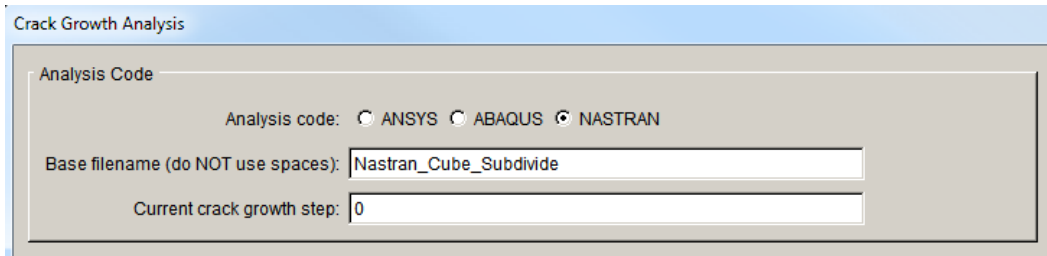 Crack Growth Analysis
Analysis Code
Analysis code: ANSYS ABAQUS NASTRAN
Base filename (do NOT use spaces): Nastran_Cube_Subdivide
Current crack growth step: 0